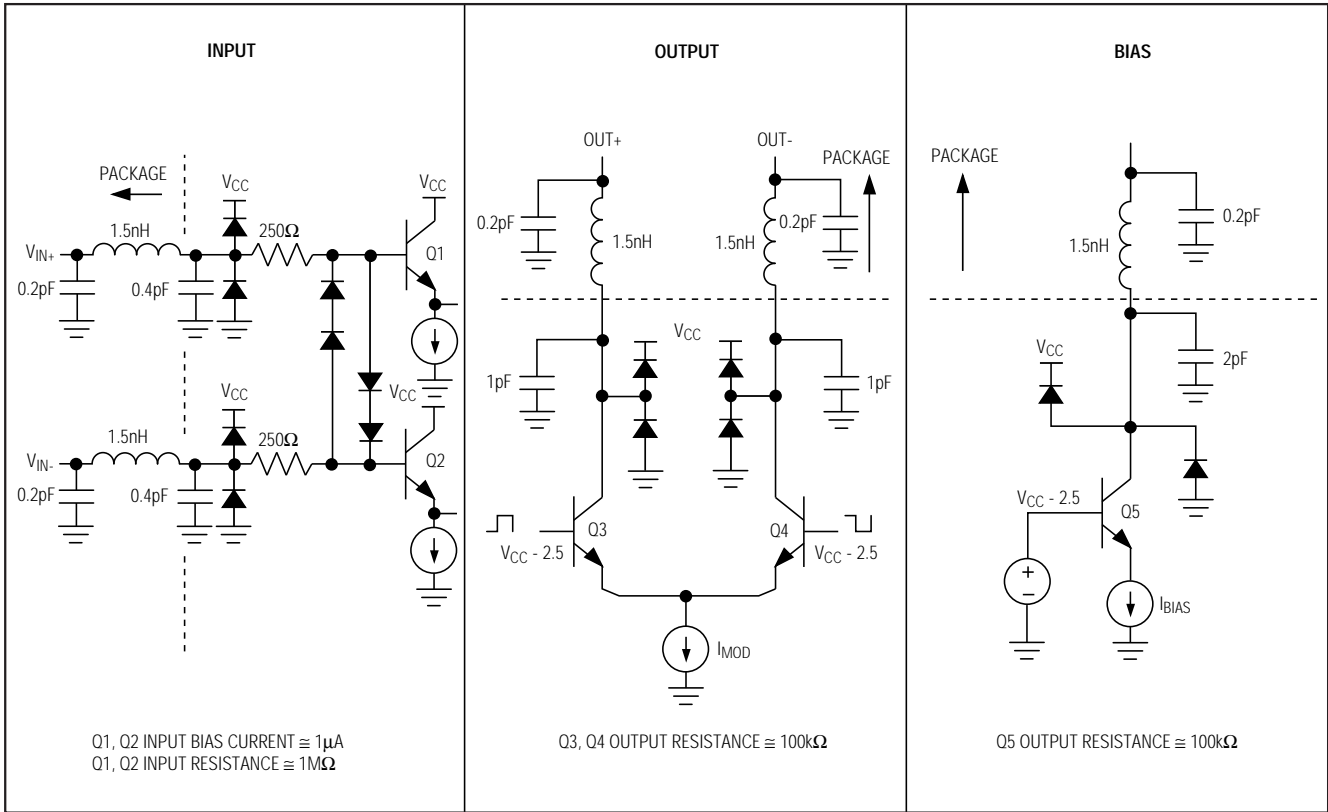 INPUT
PACKAGE
VCC
VCC
1.5nH
250Ω
VIN+
Q1
0.2pF
0.4pF
VCC
VCC
1.5nH
250Ω
VIN-
Q2
0.2pF
0.4pF
Q1, Q2 INPUT BIAS CURRENT ≅ 1µA
Q1, Q2 INPUT RESISTANCE ≅ 1MΩ
OUTPUT
OUT+
OUT-
PACKAGE
0.2pF
0.2pF
1.5nH
1.5nH
VCC
1pF
1pF
Q3
Q4
VCC - 2.5
VCC - 2.5
IMOD
Q3, Q4 OUTPUT RESISTANCE ≅ 100kΩ
BIAS
PACKAGE
0.2pF
1.5nH
VCC
2pF
VCC - 2.5
Q5
+
−
IBIAS
Q5 OUTPUT RESISTANCE ≅ 100kΩ